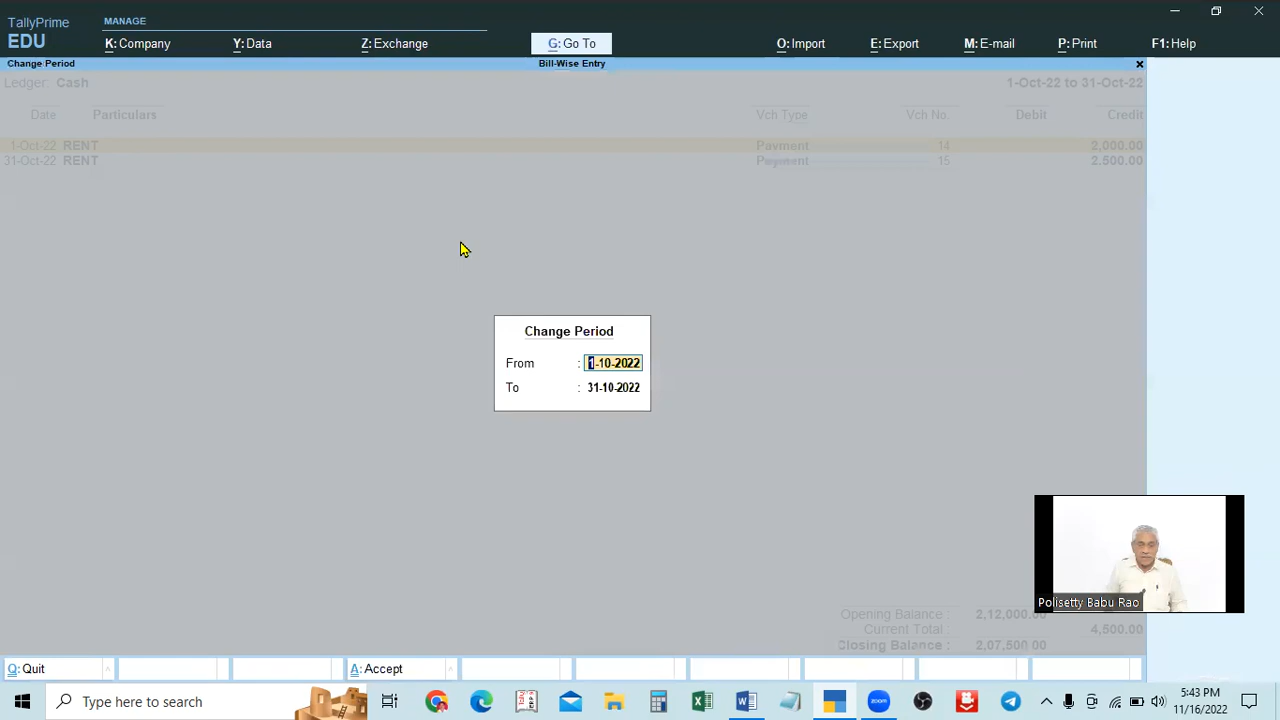 TallyPrime
EDU
MANAGE
K: Company
Y: Data
Z: Exchange
G: Go To
O: Import
E: Export
M: E-mail
P: Print
F1: Help
Change Period
Bill-Wise Entry
Ledger: Cash
1-Oct-22 to 31-Oct-22
Date Particulars Vch Type Vch No. Debit Credit
1-Oct-22 RENT Payment 14 2,000.00
31-Oct-22 RENT Payment 15 2,500.00
Change Period
From : 1-10-2022
To : 31-10-2022
Polisetty Babu Rao
Opening Balance : 2,12,000.00
Current Total : 4,500.00
Closing Balance : 2,07,500.00
Q: Quit
A: Accept
Type here to search
5:43 PM
11/16/2022